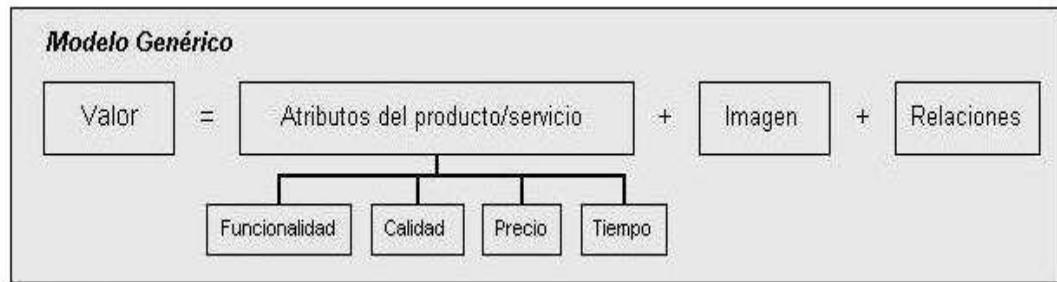 Modelo Genérico
Valor = Atributos del producto/servicio + Imagen + Relaciones
Funcionalidad Calidad Precio Tiempo